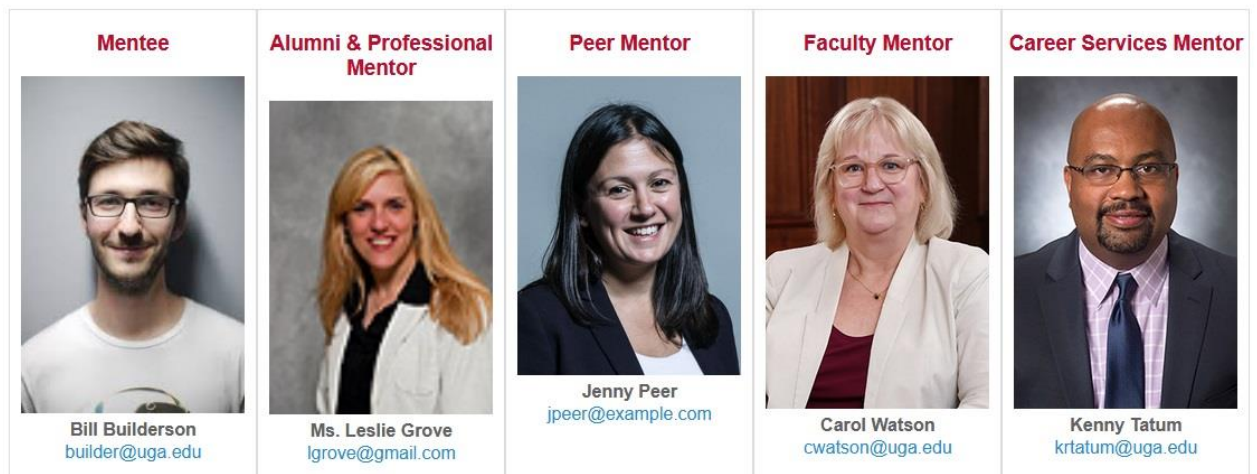 Mentee
Alumni & Professional
Mentor
Peer Mentor
Faculty Mentor
Career Services Mentor
Bill Builderson
builder@uga.edu
Ms. Leslie Grove
lgrove@gmail.com
Jenny Peer
jpeer@example.com
Carol Watson
cwatson@uga.edu
Kenny Tatum
krtatum@uga.edu